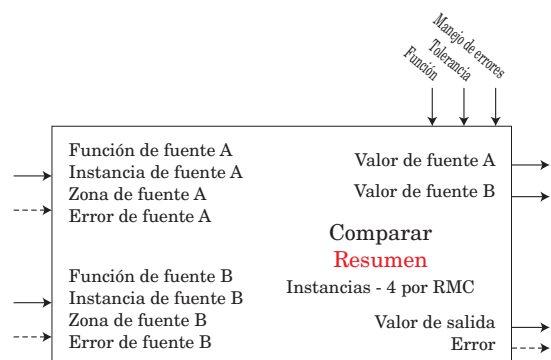 Manejo de errores
Tolerancia
Función
Función de fuente A
Instancia de fuente A
Zona de fuente A
Error de fuente A
Valor de fuente A
Valor de fuente B
Comparar
Resumen
Instancias - 4 por RMC
Función de fuente B
Instancia de fuente B
Zona de fuente B
Error de fuente B
Valor de salida
Error